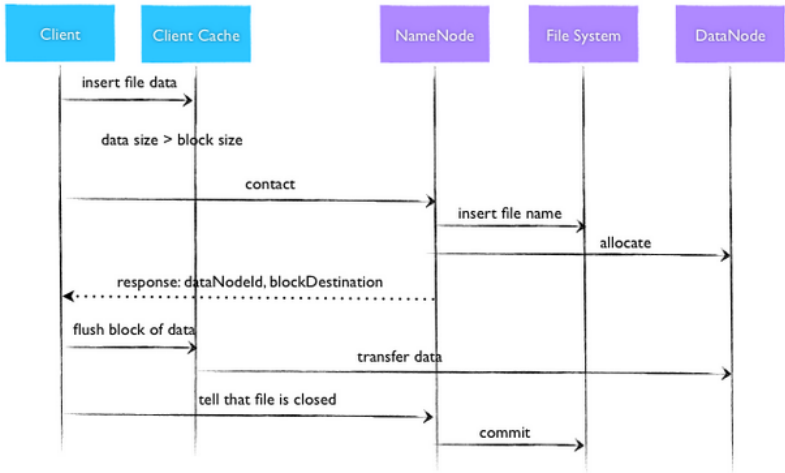 Client
Client Cache
NameNode
File System
DataNode
insert file data
data size > block size
contact
insert file name
allocate
response: dataNodeId, blockDestination
flush block of data
transfer data
tell that file is closed
commit